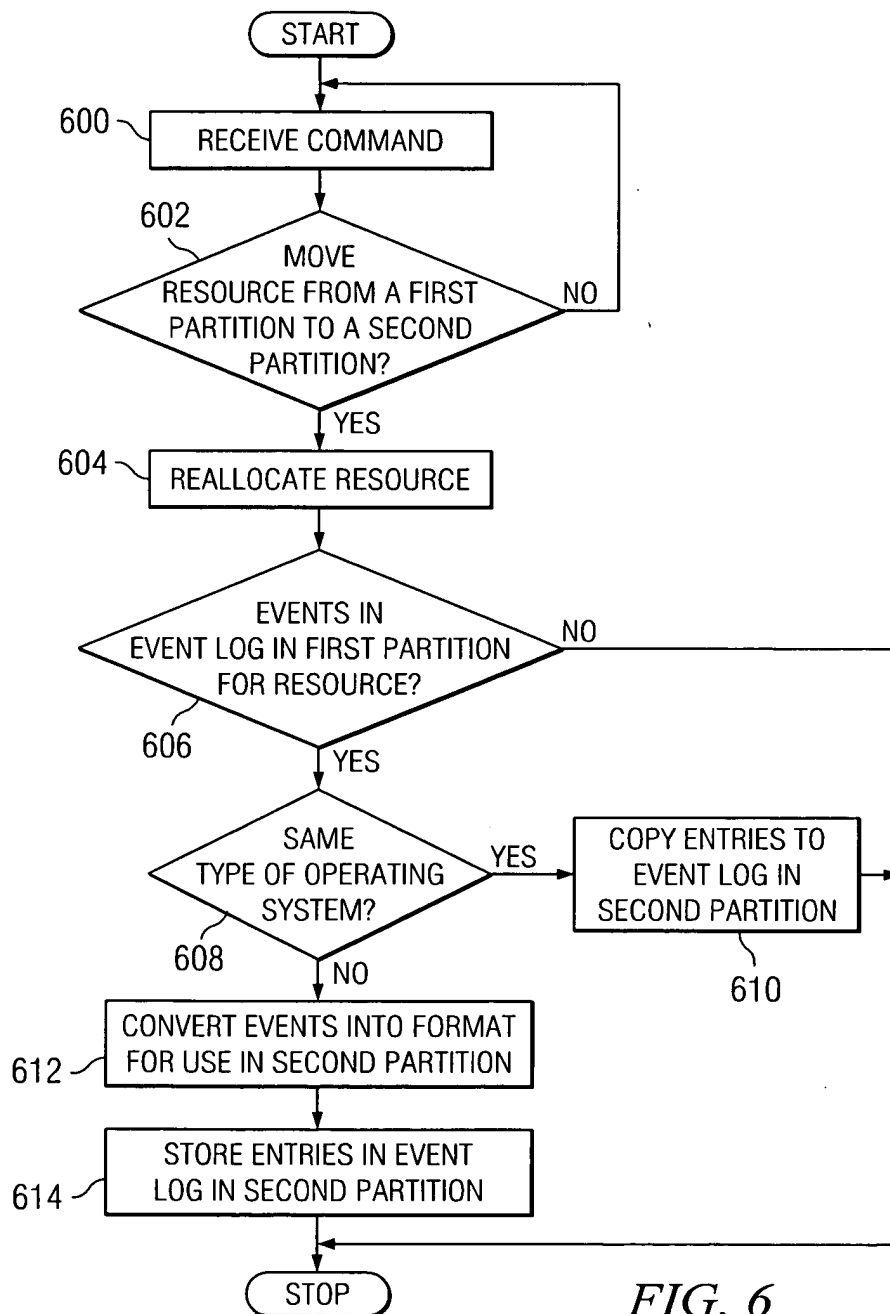 START
600
RECEIVE COMMAND
602
MOVE
RESOURCE FROM A FIRST
PARTITION TO A SECOND
PARTITION?
NO
YES
604
REALLOCATE RESOURCE
EVENTS IN
EVENT LOG IN FIRST PARTITION
FOR RESOURCE?
NO
606
YES
SAME
TYPE OF OPERATING
SYSTEM?
YES
608
NO
COPY ENTRIES TO
EVENT LOG IN
SECOND PARTITION
610
CONVERT EVENTS INTO FORMAT
FOR USE IN SECOND PARTITION
612
STORE ENTRIES IN EVENT
LOG IN SECOND PARTITION
614
STOP
FIG. 6